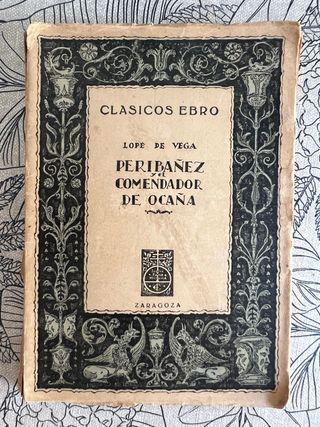 CLASICOS EBRO
LOPE DE VEGA
PERIBAÑEZ
y el
COMENDADOR
DE OCAÑA
ZARAGOZA